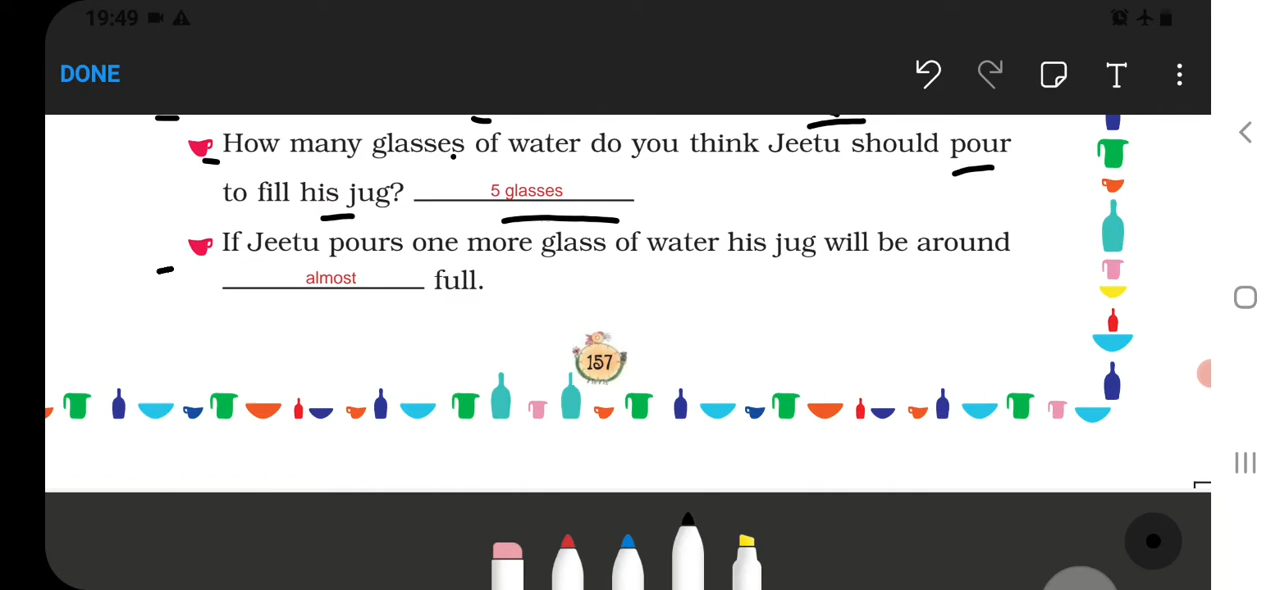 19:49
DONE
T
How many glasses of water do you think Jeetu should pour
to fill his jug? 5 glasses
If Jeetu pours one more glass of water his jug will be around
almost full.
157